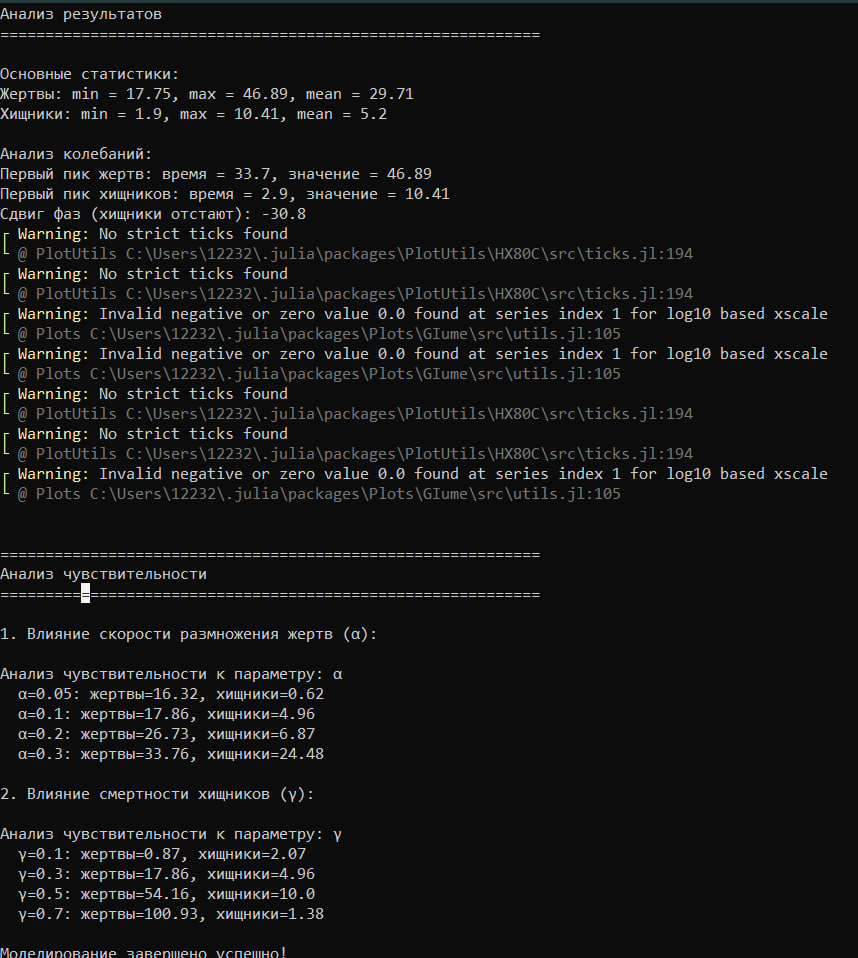 Анализ результатов
============================================================
Основные статистики:
Жертвы: min = 17.75, max = 46.89, mean = 29.71
Хищники: min = 1.9, max = 10.41, mean = 5.2
Анализ колебаний:
Первый пик жертв: время = 33.7, значение = 46.89
Первый пик хищников: время = 2.9, значение = 10.41
Сдвиг фаз (хищники отстают): -30.8
┌ Warning: No strict ticks found
└ @ PlotUtils C:\Users\12232\.julia\packages\PlotUtils\HX80C\src\ticks.jl:194
┌ Warning: No strict ticks found
└ @ PlotUtils C:\Users\12232\.julia\packages\PlotUtils\HX80C\src\ticks.jl:194
┌ Warning: Invalid negative or zero value 0.0 found at series index 1 for log10 based xscale
└ @ Plots C:\Users\12232\.julia\packages\Plots\GIume\src\utils.jl:105
┌ Warning: Invalid negative or zero value 0.0 found at series index 1 for log10 based xscale
└ @ Plots C:\Users\12232\.julia\packages\Plots\GIume\src\utils.jl:105
┌ Warning: No strict ticks found
└ @ PlotUtils C:\Users\12232\.julia\packages\PlotUtils\HX80C\src\ticks.jl:194
┌ Warning: No strict ticks found
└ @ PlotUtils C:\Users\12232\.julia\packages\PlotUtils\HX80C\src\ticks.jl:194
┌ Warning: Invalid negative or zero value 0.0 found at series index 1 for log10 based xscale
└ @ Plots C:\Users\12232\.julia\packages\Plots\GIume\src\utils.jl:105
============================================================
Анализ чувствительности
============================================================
1. Влияние скорости размножения жертв (α):
Анализ чувствительности к параметру: α
α=0.05: жертвы=16.32, хищники=0.62
α=0.1: жертвы=17.86, хищники=4.96
α=0.2: жертвы=26.73, хищники=6.87
α=0.3: жертвы=33.76, хищники=24.48
2. Влияние смертности хищников (γ):
Анализ чувствительности к параметру: γ
γ=0.1: жертвы=0.87, хищники=2.07
γ=0.3: жертвы=17.86, хищники=4.96
γ=0.5: жертвы=54.16, хищники=10.0
γ=0.7: жертвы=100.93, хищники=1.38
Моделирование завершено успешно!